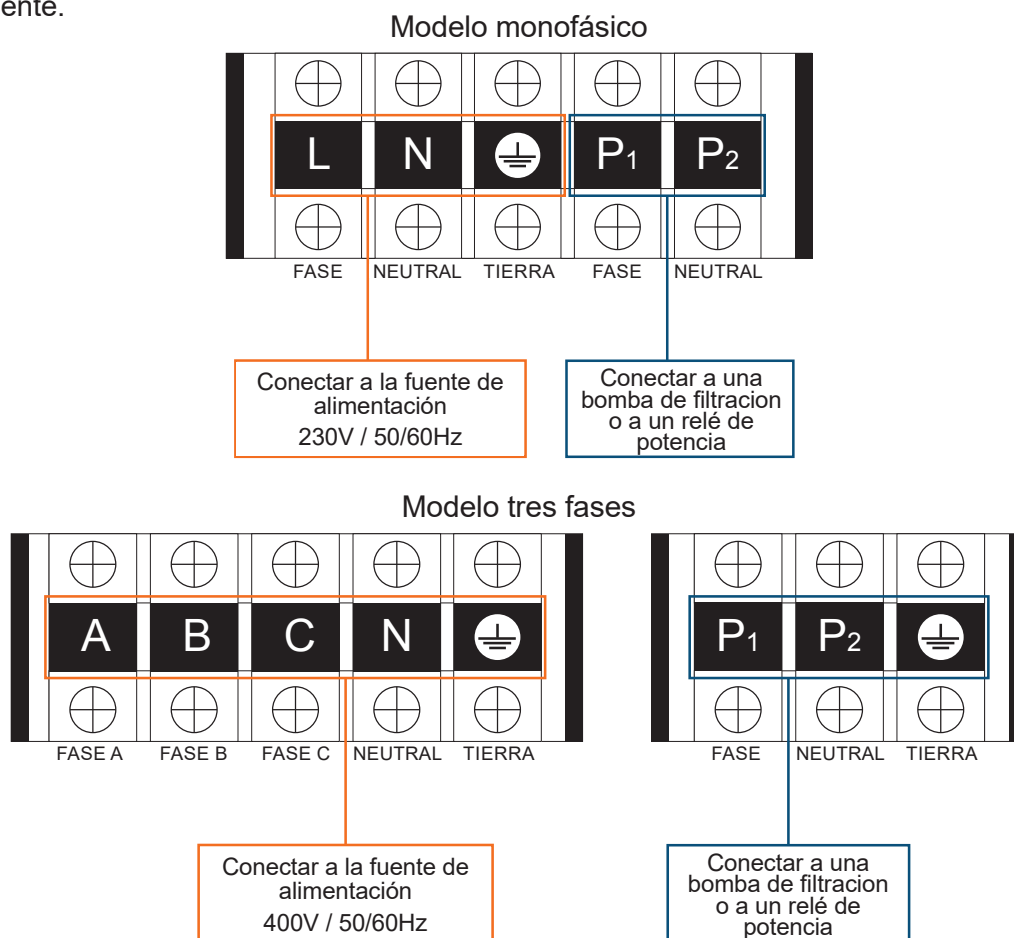 ente.
Modelo monofásico
L N P1 P2
FASE NEUTRAL TIERRA FASE NEUTRAL
Conectar a la fuente de
alimentación
230V / 50/60Hz
Conectar a una
bomba de filtracion
o a un relé de
potencia
Modelo tres fases
A B C N
FASE A FASE B FASE C NEUTRAL TIERRA
P1 P2
FASE NEUTRAL TIERRA
Conectar a la fuente de
alimentación
400V / 50/60Hz
Conectar a una
bomba de filtracion
o a un relé de
potencia